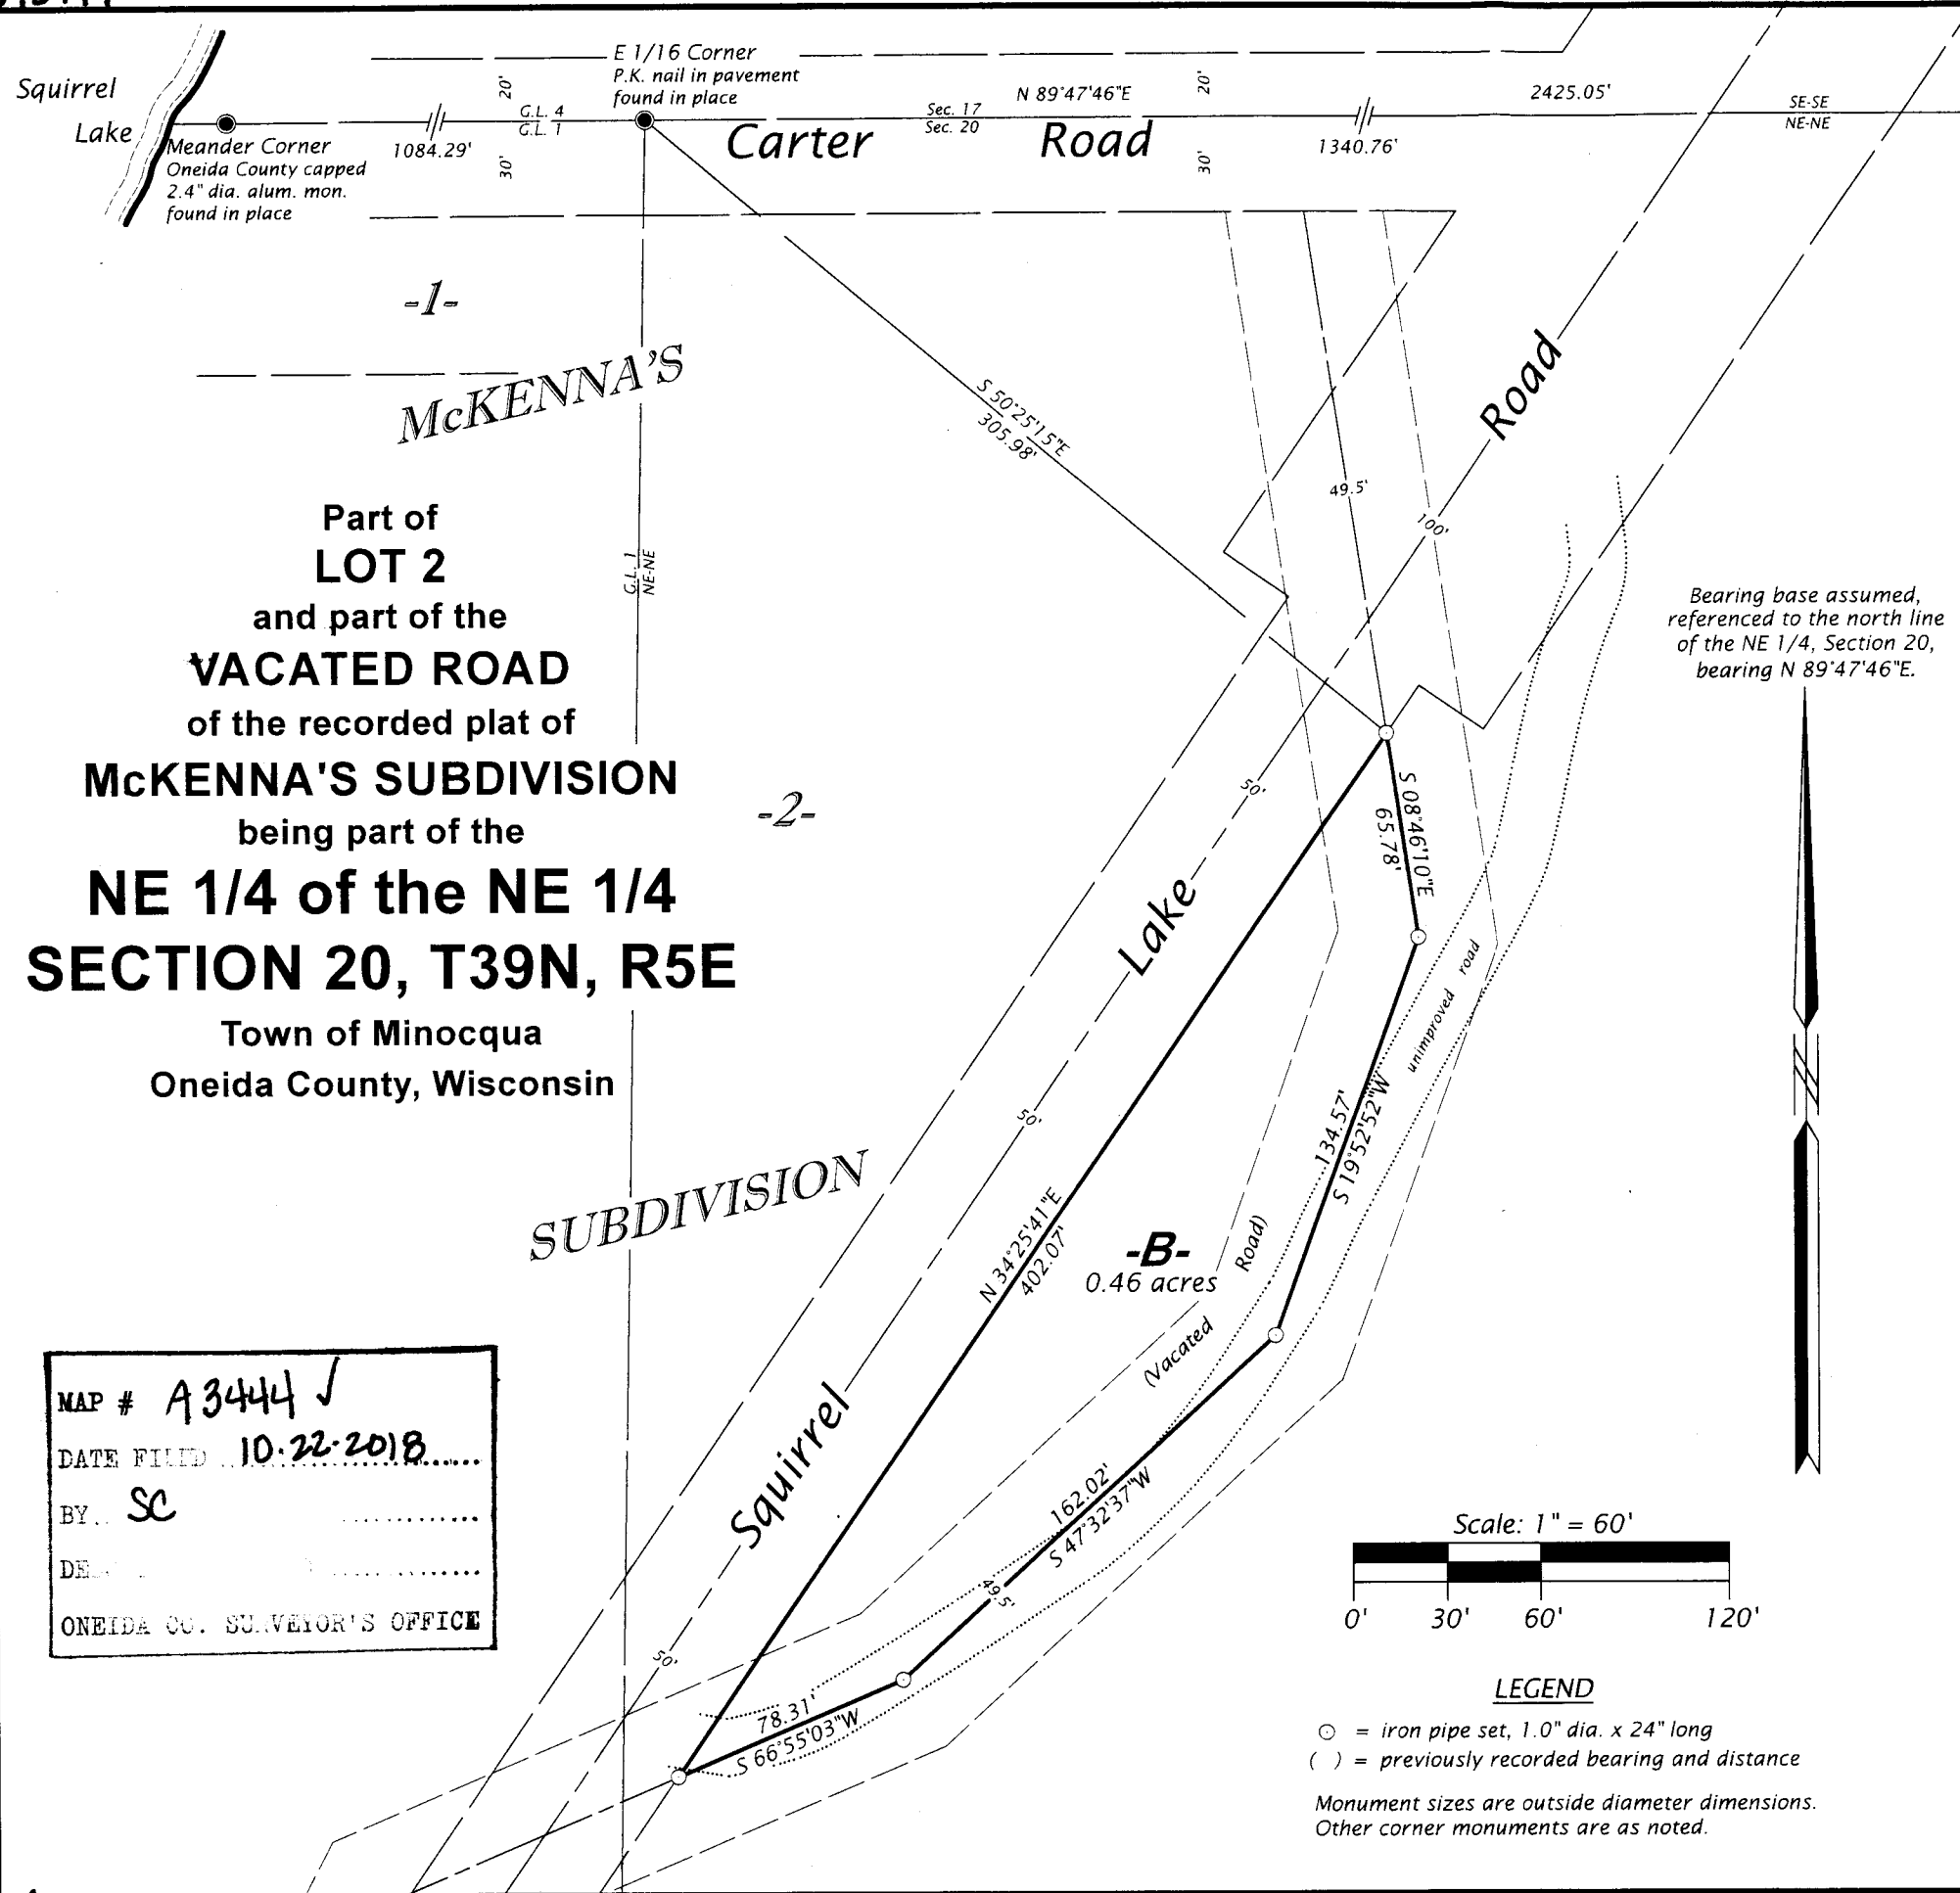 Squirrel
Lake
E 1/16 Corner
P.K. nail in pavement
found in place
Meander Corner
Oneida County capped
2.4" dia. alum. mon.
found in place
1084.29'
20'
30'
G.L. 4
G.L. 1
Carter Road
Sec. 17
Sec. 20
N 89°47'46"E
20'
30'
1340.76'
2425.05'
SE-SE
NE-NE
-1-
McKENNA'S
S 50°25'15"E
305.98'
49.5'
100'
Road
G.L. 1
NE-NE
Part of
LOT 2
and part of the
VACATED ROAD
of the recorded plat of
McKENNA'S SUBDIVISION
being part of the
NE 1/4 of the NE 1/4
SECTION 20, T39N, R5E
Town of Minocqua
Oneida County, Wisconsin
-2-
Bearing base assumed,
referenced to the north line
of the NE 1/4, Section 20,
bearing N 89°47'46"E.
50'
S 08°46'10"E
65.78'
Lake
unimproved road
50'
134.57'
S 19°52'52"W
SUBDIVISION
N 34°25'41"E
402.07'
-B-
0.46 acres
(Vacated Road)
Squirrel
162.02'
S 47°32'37"W
49.5'
50'
78.31'
S 66°55'03"W
MAP # A3444 √
DATE FILED 10·22·2018
BY.. SC
DE
ONEIDA CO. SURVEYOR'S OFFICE
Scale: 1" = 60'
0' 30' 60' 120'
LEGEND
= iron pipe set, 1.0" dia. x 24" long
( ) = previously recorded bearing and distance
Monument sizes are outside diameter dimensions.
Other corner monuments are as noted.